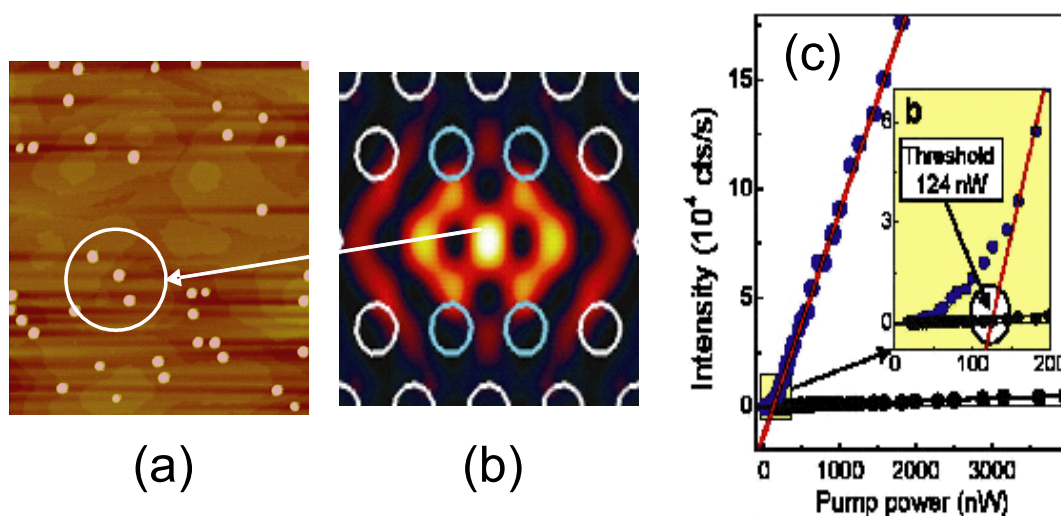 (a)
(b)
(c)
Intensity (10⁴ cts/s)
15
10
5
0
0 1000 2000 3000
Pump power (nW)
b
Threshold
124 nW
6
3
0
0 100 200